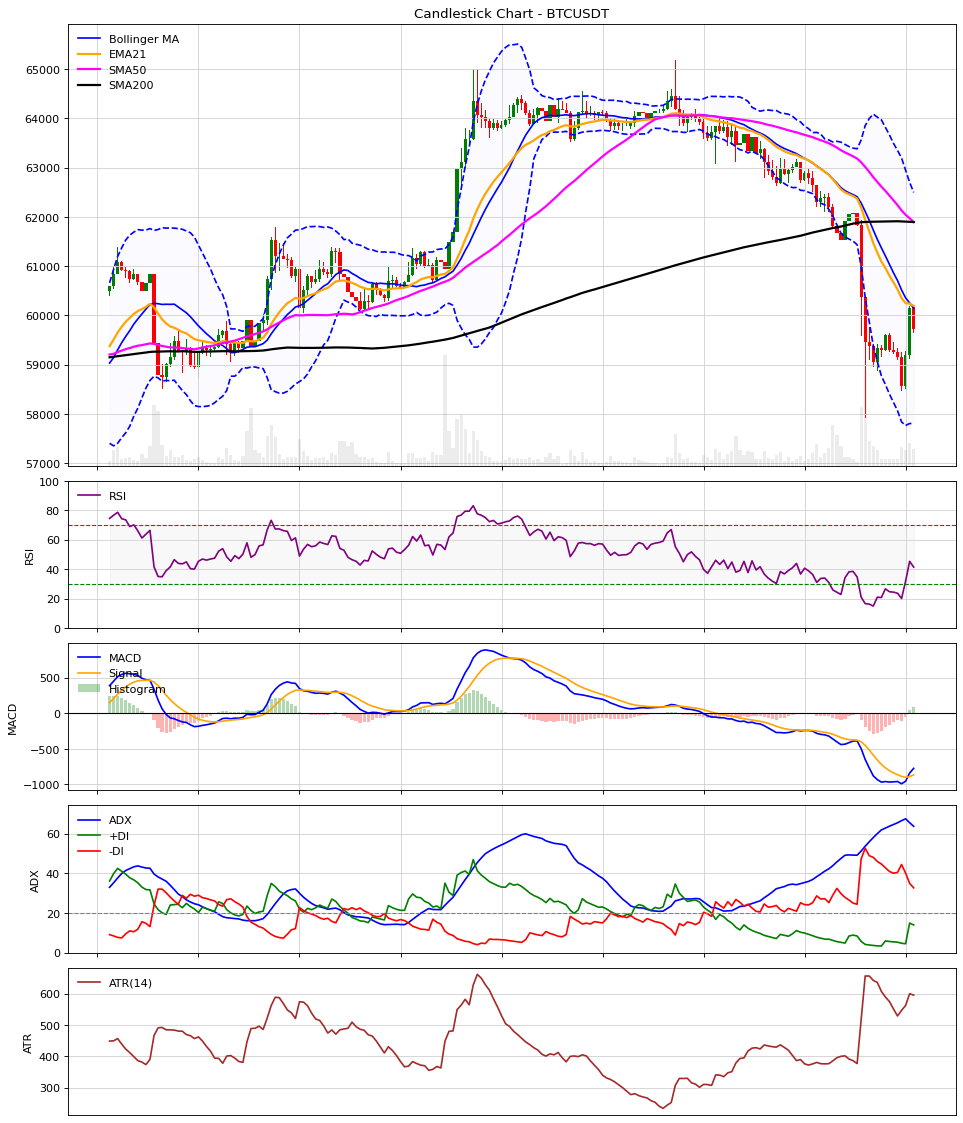 Candlestick Chart - BTCUSDT
Bollinger MA
EMA21
SMA50
SMA200
65000
64000
63000
62000
61000
60000
59000
58000
57000
RSI
RSI
100
80
60
40
20
0
MACD
Signal
Histogram
MACD
500
0
−500
−1000
ADX
+DI
-DI
ADX
60
40
20
0
ATR(14)
ATR
600
500
400
300